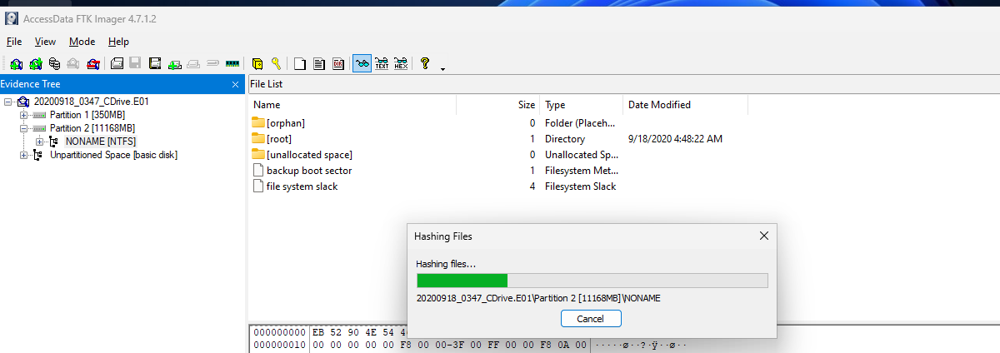 AccessData FTK Imager 4.7.1.2
File View Mode Help
TEXT HEX
Evidence Tree
20200918_0347_CDrive.E01
Partition 1 [350MB]
Partition 2 [11168MB]
NONAME [NTFS]
Unpartitioned Space [basic disk]
File List
Name Size Type Date Modified
[orphan] 0 Folder (Placeh...
[root] 1 Directory 9/18/2020 4:48:22 AM
[unallocated space] 0 Unallocated Sp...
backup boot sector 1 Filesystem Met...
file system slack 4 Filesystem Slack
Hashing Files
Hashing files...
20200918_0347_CDrive.E01\Partition 2 [11168MB]\NONAME
Cancel
000000000 EB 52 90 4E 54
000000010 00 00 00 00 00 F8 00 00-3F 00 FF 00 00 F8 0A 00 ·····ø··?·ÿ··ø··